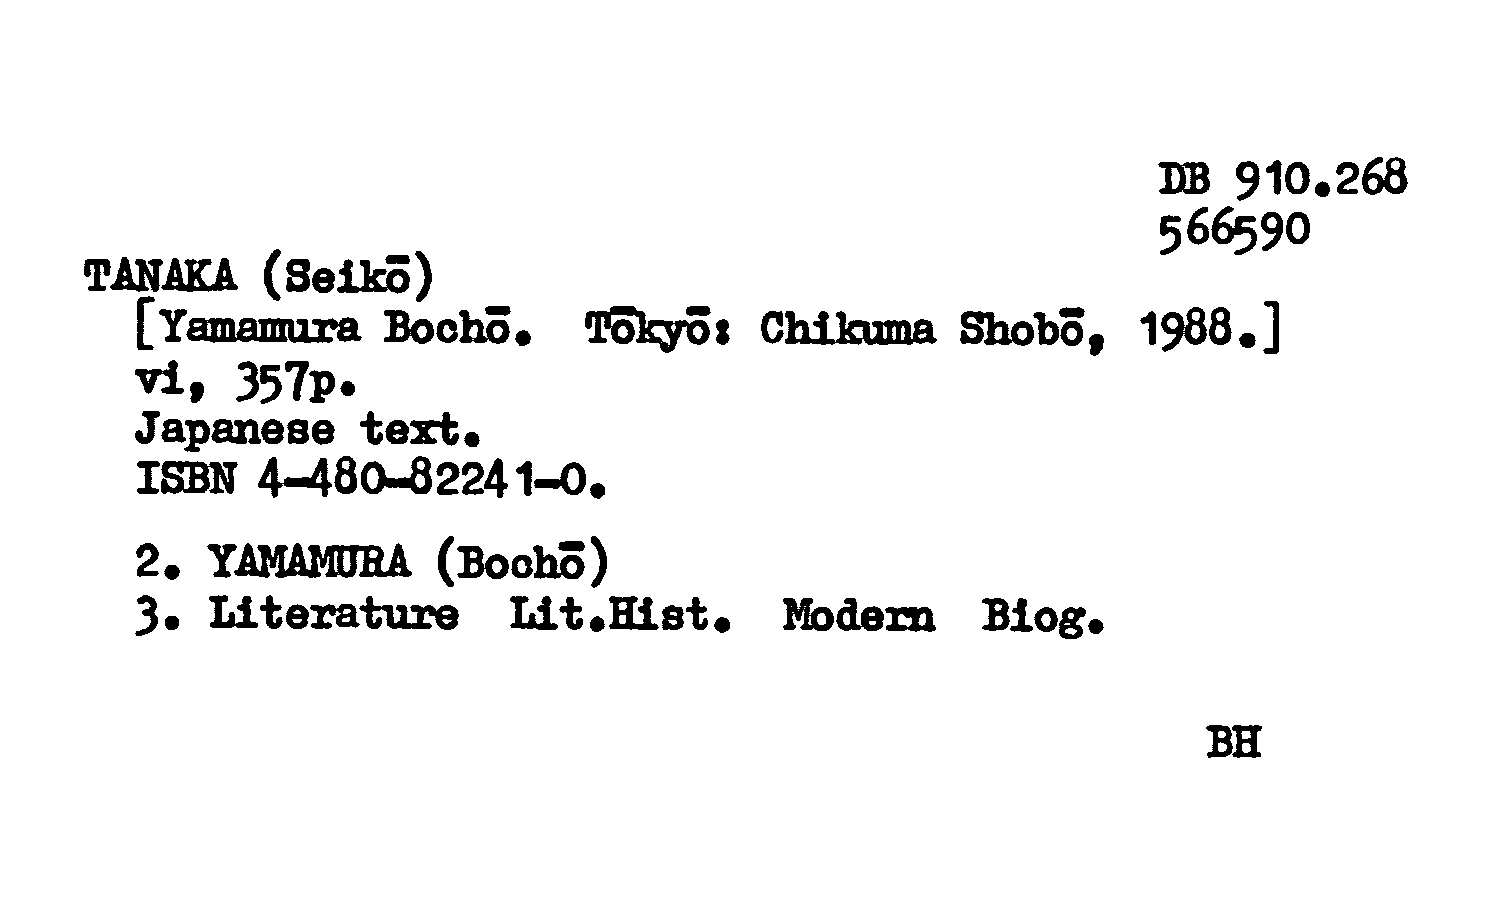 DB 910.268
566590
TANAKA (Seikō)
[Yamamura Bochō. Tōkyō: Chikuma Shobō, 1988.]
vi, 357p.
Japanese text.
ISBN 4-480-82241-0.
2. YAMAMURA (Bochō)
3. Literature Lit.Hist. Modern Biog.
BH